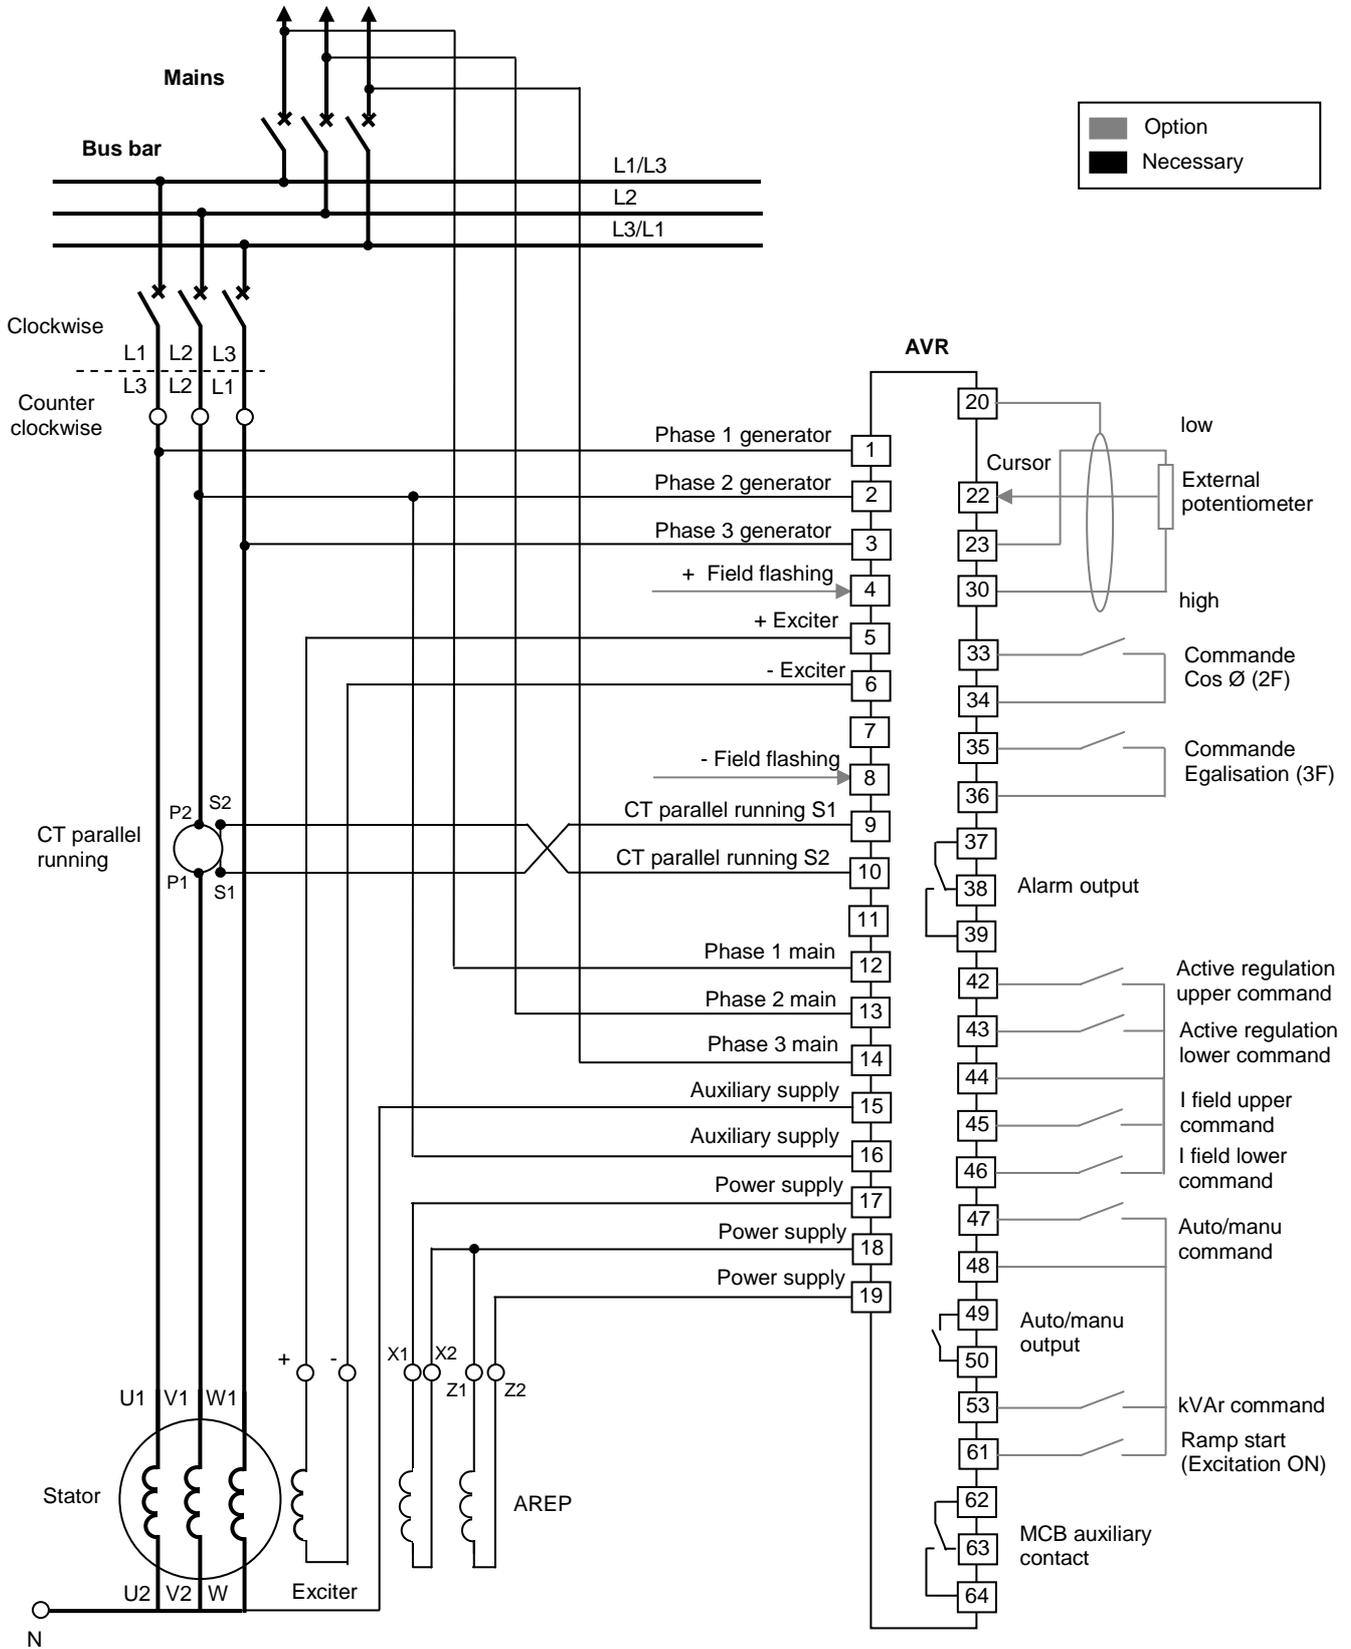 Mains
Bus bar
L1/L3
L2
L3/L1
Option
Necessary
Clockwise
L1 L2 L3
L3 L2 L1
Counter
clockwise
AVR
Phase 1 generator
1
Phase 2 generator
2
Phase 3 generator
3
+ Field flashing
4
+ Exciter
5
- Exciter
6
7
- Field flashing
8
CT parallel running S1
9
CT parallel running S2
10
11
Phase 1 main
12
Phase 2 main
13
Phase 3 main
14
Auxiliary supply
15
Auxiliary supply
16
Power supply
17
Power supply
18
Power supply
19
20
low
Cursor
22
External
potentiometer
23
30
high
33
Commande
Cos Ø (2F)
34
35
Commande
Egalisation (3F)
36
37
38
Alarm output
39
42
Active regulation
upper command
43
Active regulation
lower command
44
45
I field upper
command
46
I field lower
command
47
Auto/manu
command
48
49
Auto/manu
output
50
53
kVAr command
61
Ramp start
(Excitation ON)
62
63
MCB auxiliary
contact
64
CT parallel
running
P2 S2
P1 S1
+ -
X1 X2
Z1 Z2
U1 V1 W1
Stator
AREP
U2 V2 W
Exciter
N